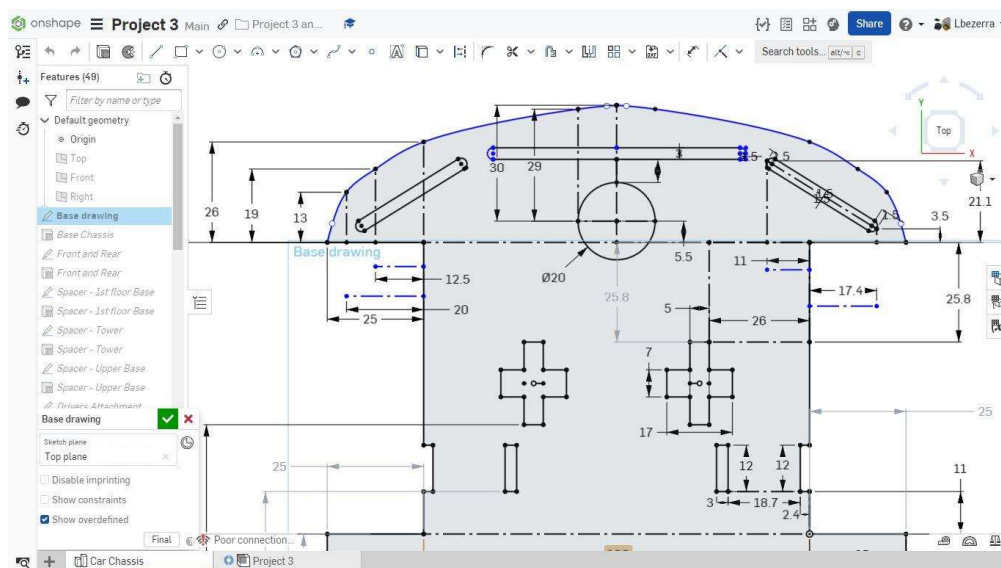 onshape Project 3 Main Project 3 an... Share Lbezerra
Search tools... alt/⌥ c
Features (49)
Filter by name or type
Default geometry
Origin
Top
Front
Right
Base drawing
Base Chassis
Front and Rear
Front and Rear
Spacer - 1st floor Base
Spacer - 1st floor Base
Spacer - Tower
Spacer - Tower
Spacer - Upper Base
Spacer - Upper Base
Drivers Attachment
Base drawing
Sketch plane
Top plane
Disable imprinting
Show constraints
Show overdefined
Final
Poor connection...
Car Chassis
Project 3
Y
Top
X
30
29
3
1.5
26
19
13
1.5
3.5
21.1
Base drawing
5.5
12.5
Ø20
11
20
25
25.8
5
26
17.4
25.8
7
17
25
25
12
12
11
3
18.7
2.4